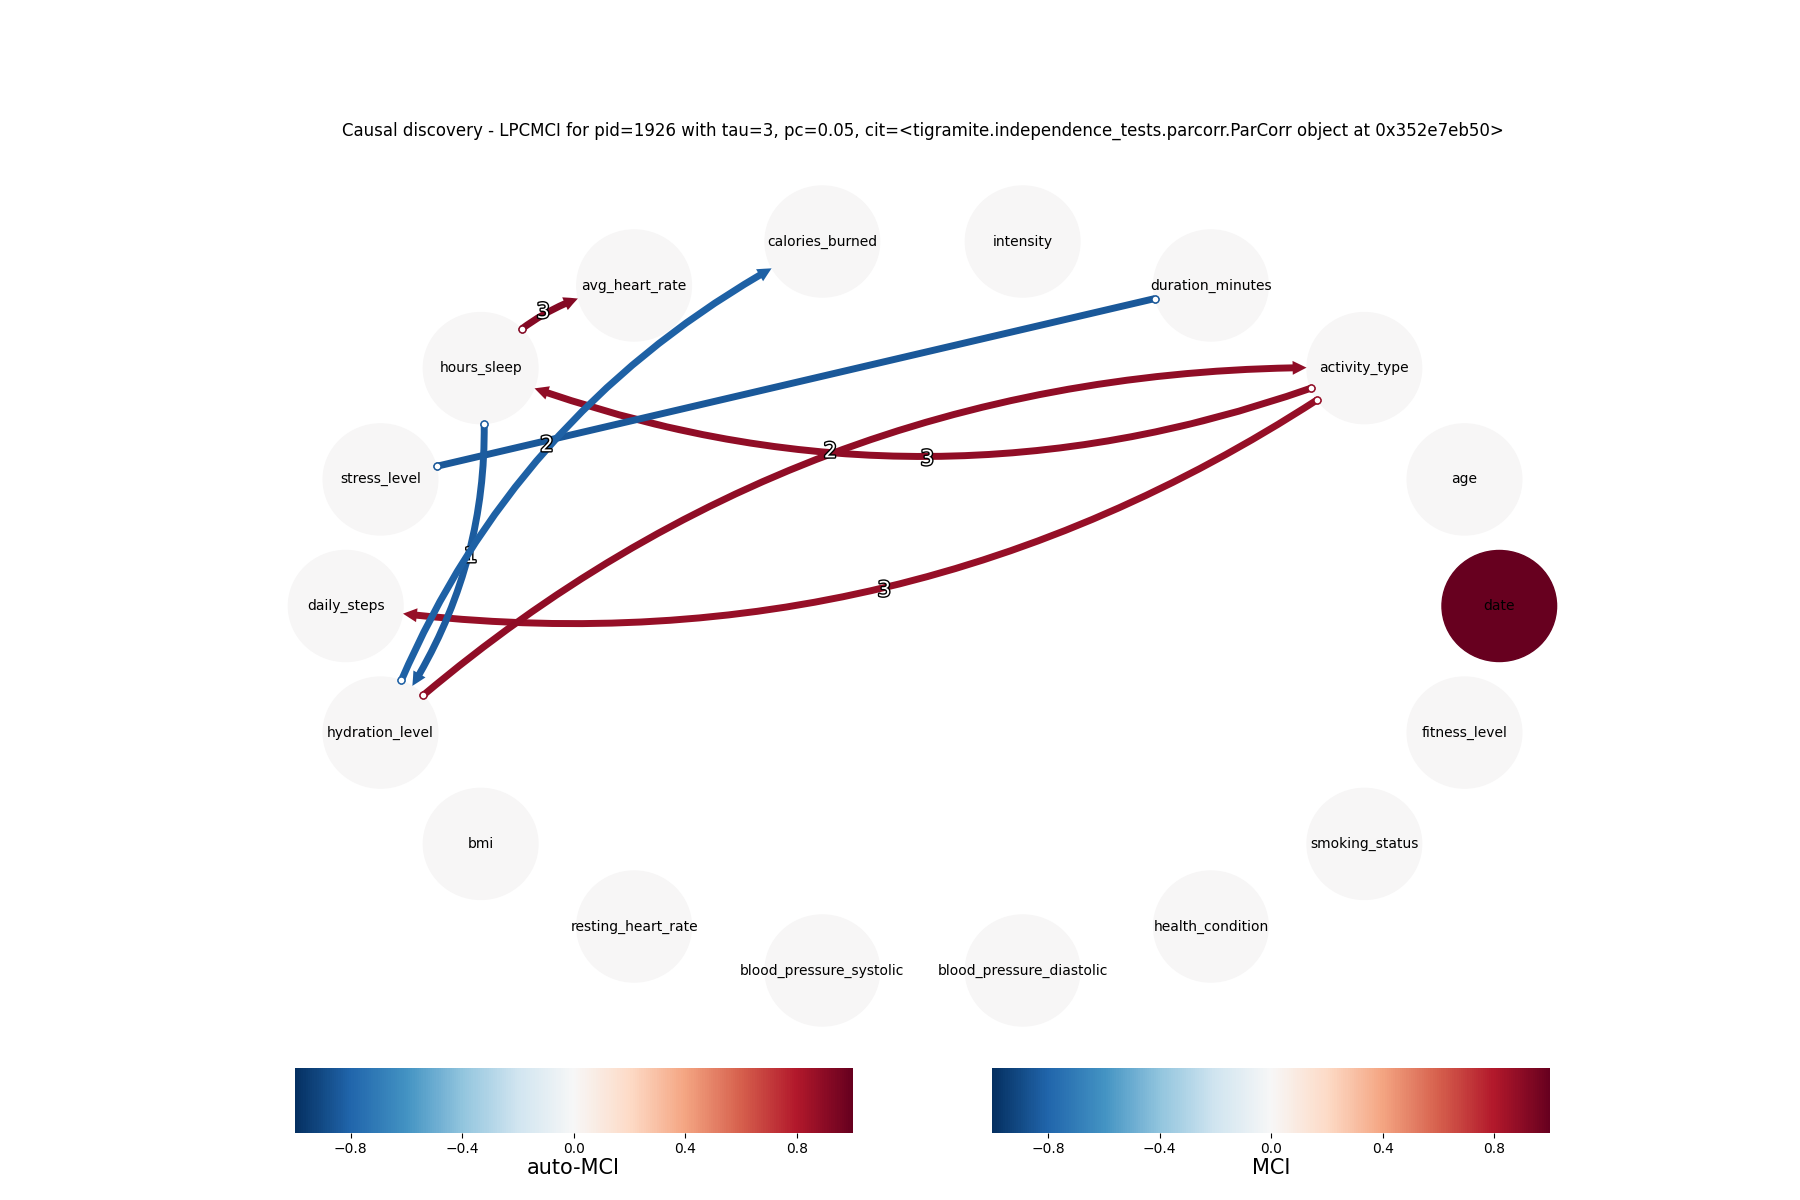 Causal discovery - LPCMCI for pid=1926 with tau=3, pc=0.05, cit=<tigramite.independence_tests.parcorr.ParCorr object at 0x352e7eb50>
calories_burned
intensity
avg_heart_rate
duration_minutes
3
hours_sleep
activity_type
2
2
3
stress_level
age
1
3
daily_steps
date
hydration_level
fitness_level
bmi
smoking_status
resting_heart_rate
health_condition
blood_pressure_systolic
blood_pressure_diastolic
−0.8 −0.4 0.0 0.4 0.8
auto-MCI
−0.8 −0.4 0.0 0.4 0.8
MCI